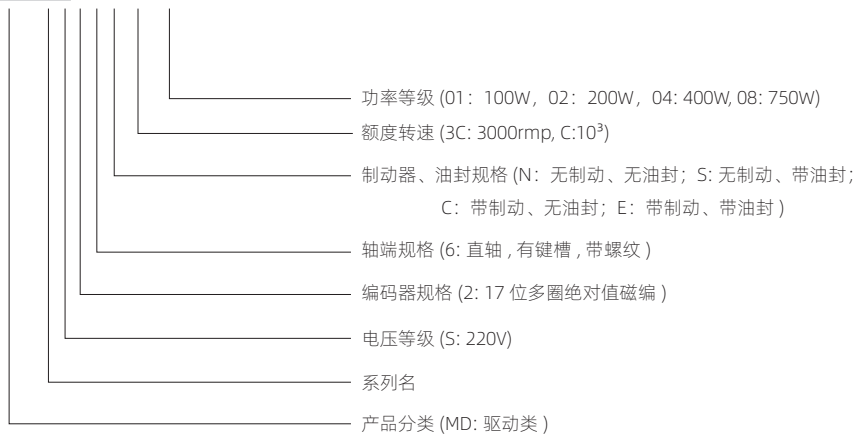 功率等级 (01：100W，02：200W，04: 400W, 08: 750W)
额度转速 (3C: 3000rmp, C:10³)
制动器、油封规格 (N：无制动、无油封；S: 无制动、带油封；
C：带制动、无油封；E：带制动、带油封 )
轴端规格 (6: 直轴 , 有键槽 , 带螺纹 )
编码器规格 (2: 17 位多圈绝对值磁编 )
电压等级 (S: 220V)
系列名
产品分类 (MD: 驱动类 )